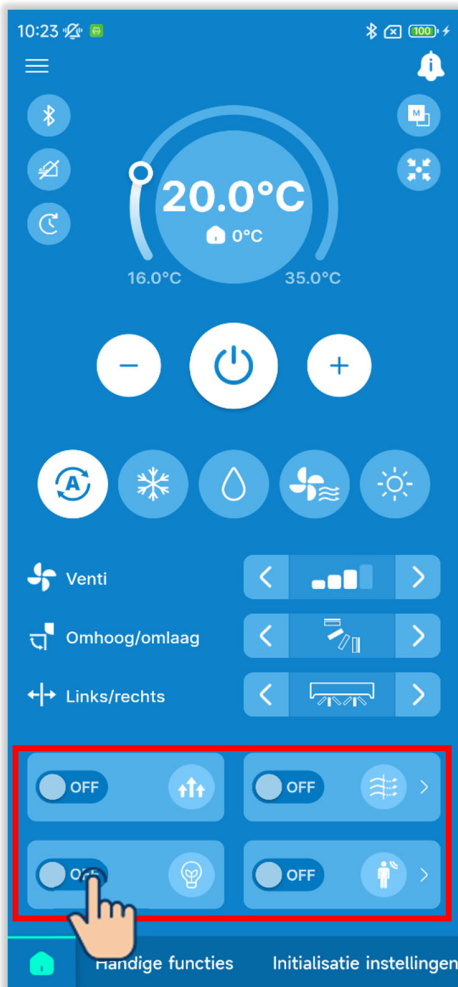 10:23 100
M
20.0°C
0°C
16.0°C 35.0°C
A
Venti
Omhoog/omlaag
Links/rechts
OFF OFF
OFF OFF
Handige functies Initialisatie instellingen